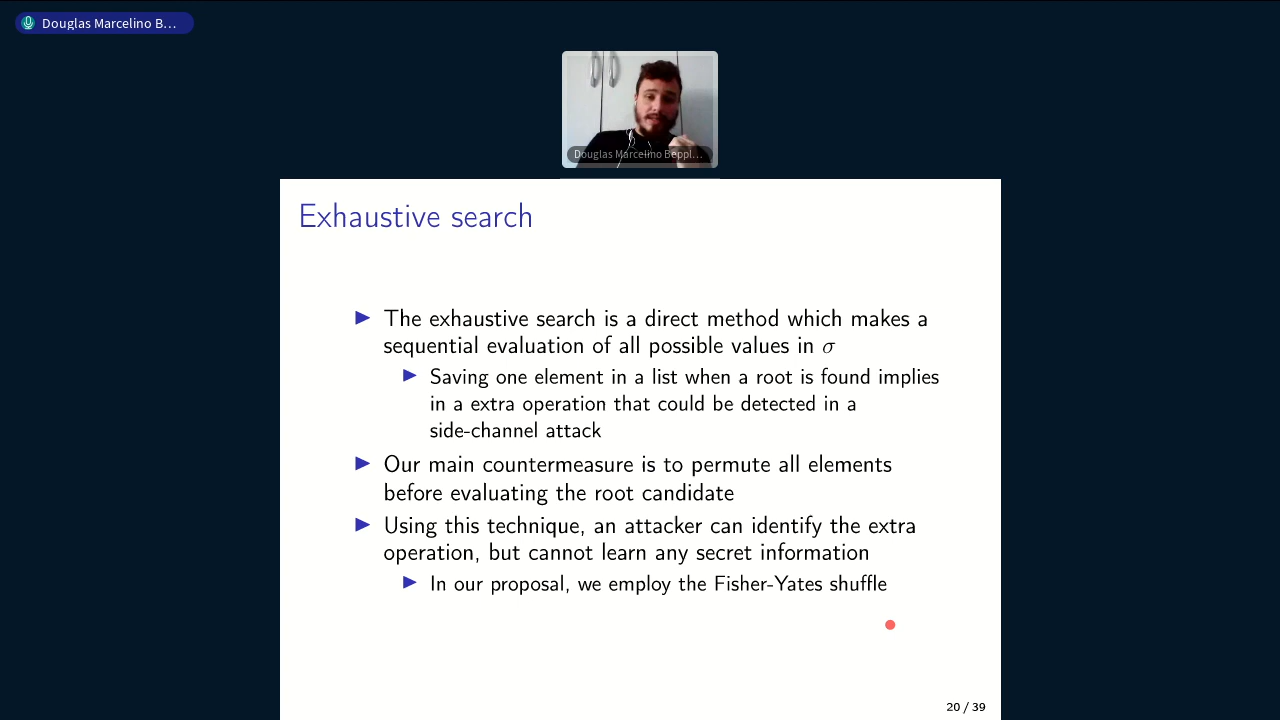 Douglas Marcelino B…
Douglas Marcelino Beppl…
Exhaustive search
The exhaustive search is a direct method which makes a
sequential evaluation of all possible values in σ
Saving one element in a list when a root is found implies
in a extra operation that could be detected in a
side-channel attack
Our main countermeasure is to permute all elements
before evaluating the root candidate
Using this technique, an attacker can identify the extra
operation, but cannot learn any secret information
In our proposal, we employ the Fisher-Yates shuffle
20 / 39